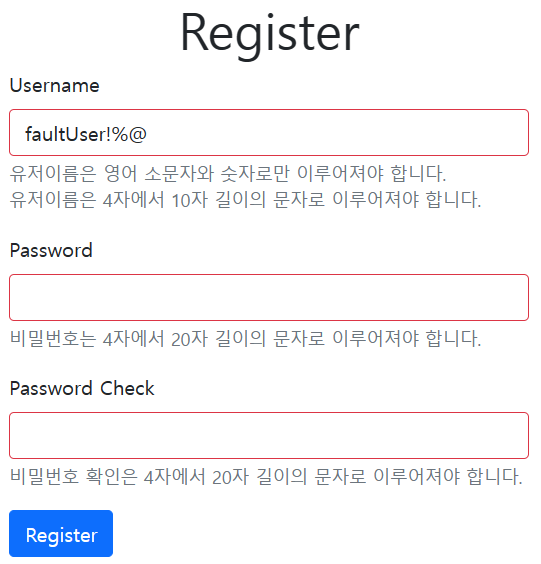 Register
Username
faultUser!%@
유저이름은 영어 소문자와 숫자로만 이루어져야 합니다.
유저이름은 4자에서 10자 길이의 문자로 이루어져야 합니다.
Password
비밀번호는 4자에서 20자 길이의 문자로 이루어져야 합니다.
Password Check
비밀번호 확인은 4자에서 20자 길이의 문자로 이루어져야 합니다.
Register